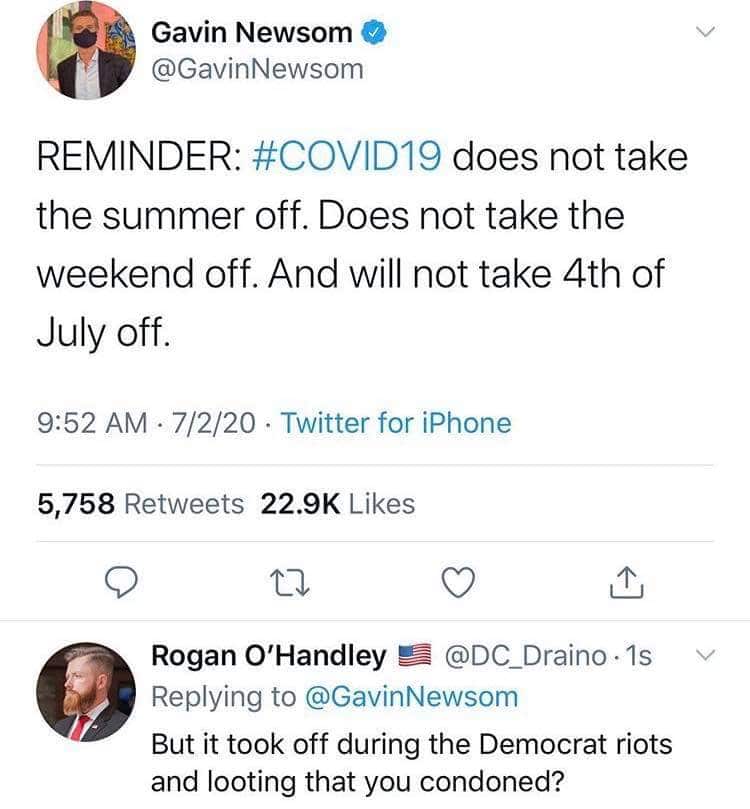 Gavin Newsom
@GavinNewsom
REMINDER: #COVID19 does not take
the summer off. Does not take the
weekend off. And will not take 4th of
July off.
9:52 AM · 7/2/20 · Twitter for iPhone
5,758 Retweets 22.9K Likes
Rogan O'Handley 🇺🇸 @DC_Draino · 1s
Replying to @GavinNewsom
But it took off during the Democrat riots
and looting that you condoned?